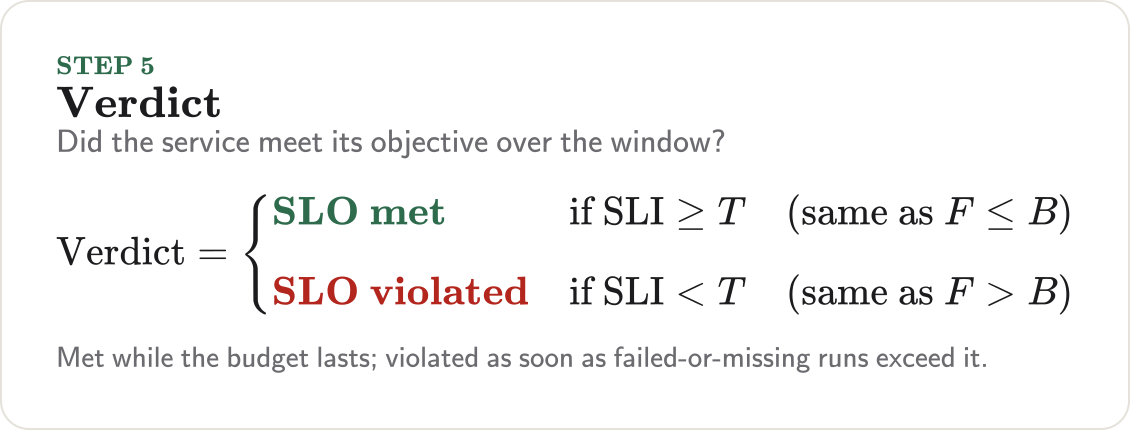 STEP 5
Verdict
Did the service meet its objective over the window?
Verdict = { SLO met if SLI ≥ T (same as F ≤ B)
SLO violated if SLI < T (same as F > B)
Met while the budget lasts; violated as soon as failed-or-missing runs exceed it.